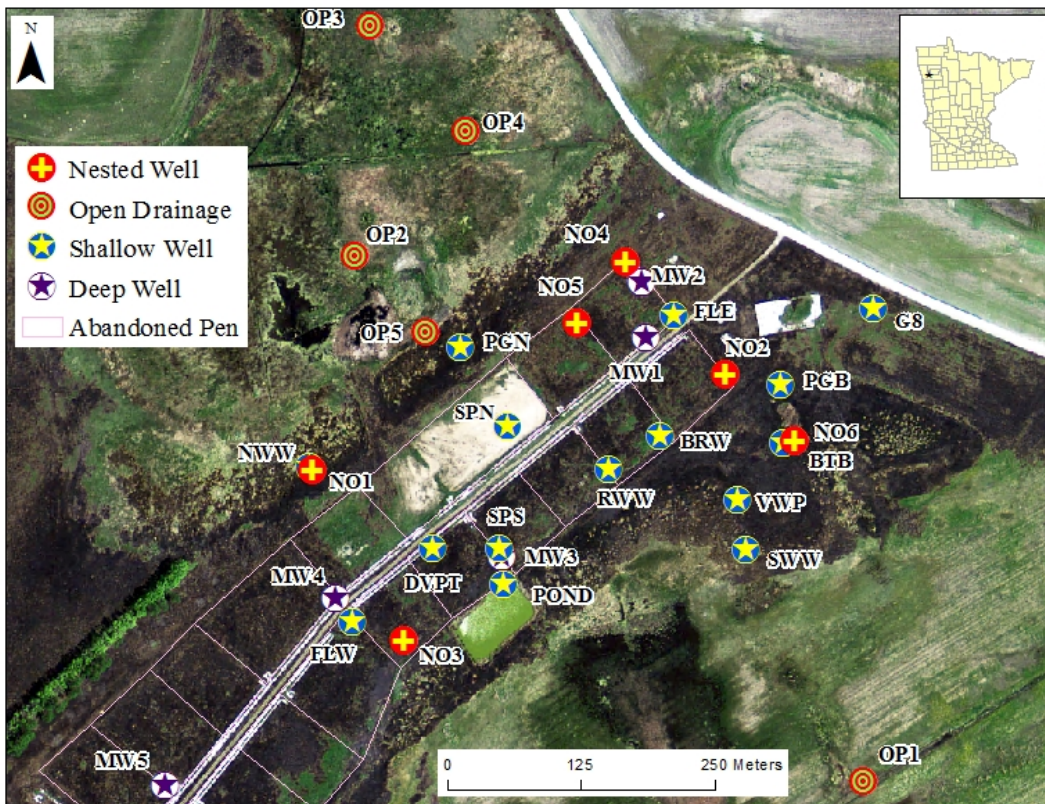 OP3
N
OP4
Nested Well
Open Drainage
Shallow Well
Deep Well
Abandoned Pen
OP2
NO4
MW2
NO5
FLE
G8
OP5
PGN
NO2
MW1
PGB
SPN
BRW
NO6
BTB
NWW
NO1
RWW
VWP
SPS
MW3
SWW
DVPT
MW4
POND
FLW
NO3
MW5
OP1
0 125 250 Meters